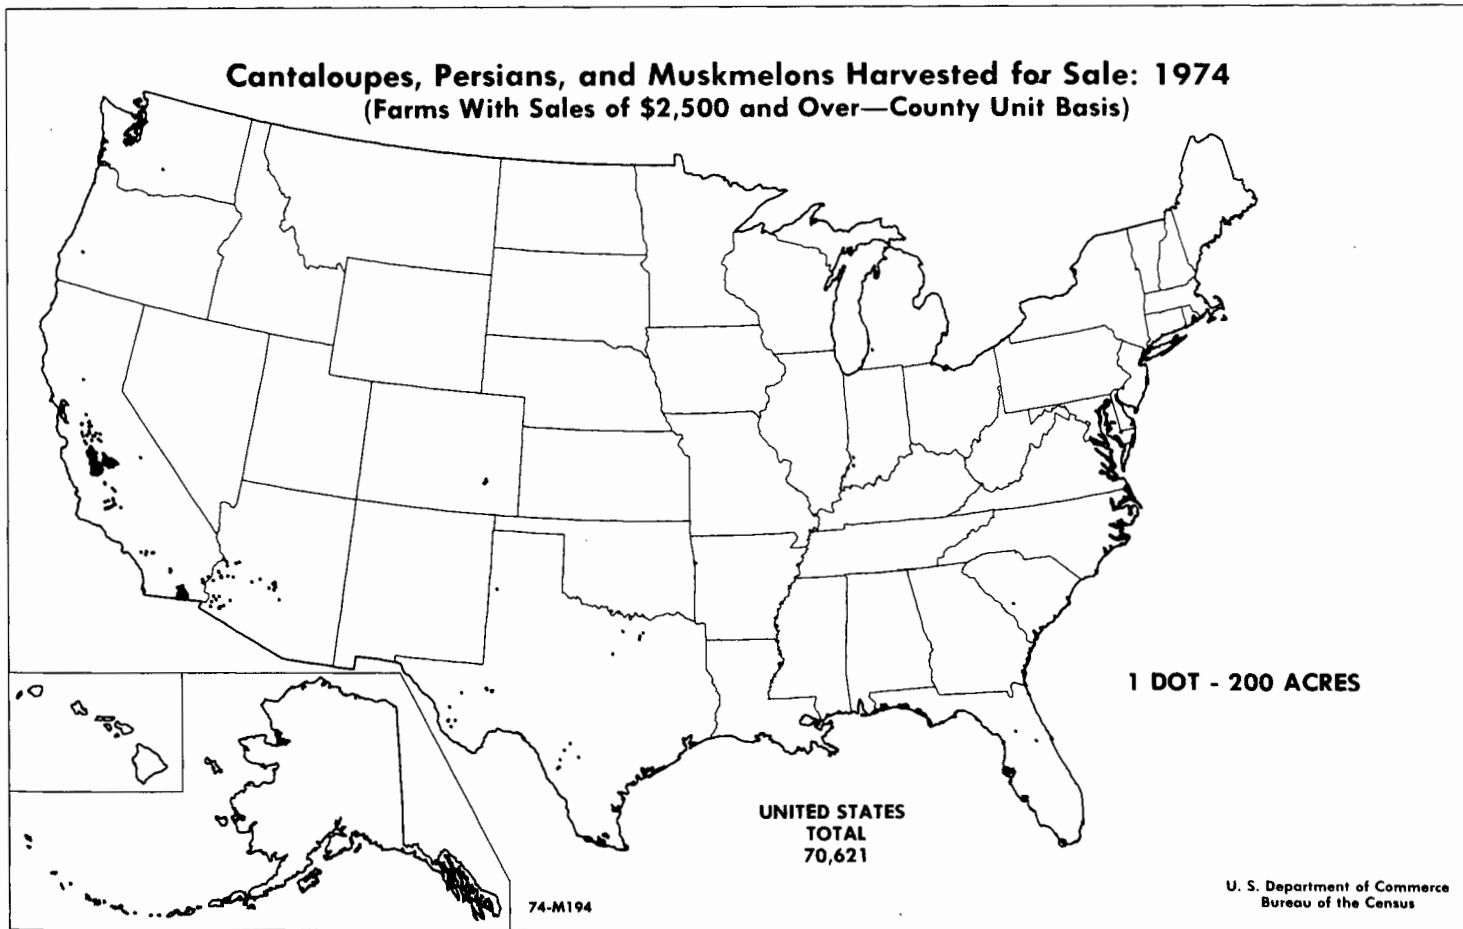 Cantaloupes, Persians, and Muskmelons Harvested for Sale: 1974
(Farms With Sales of $2,500 and Over—County Unit Basis)
1 DOT - 200 ACRES
UNITED STATES
TOTAL
70,621
74-M194
U. S. Department of Commerce
Bureau of the Census